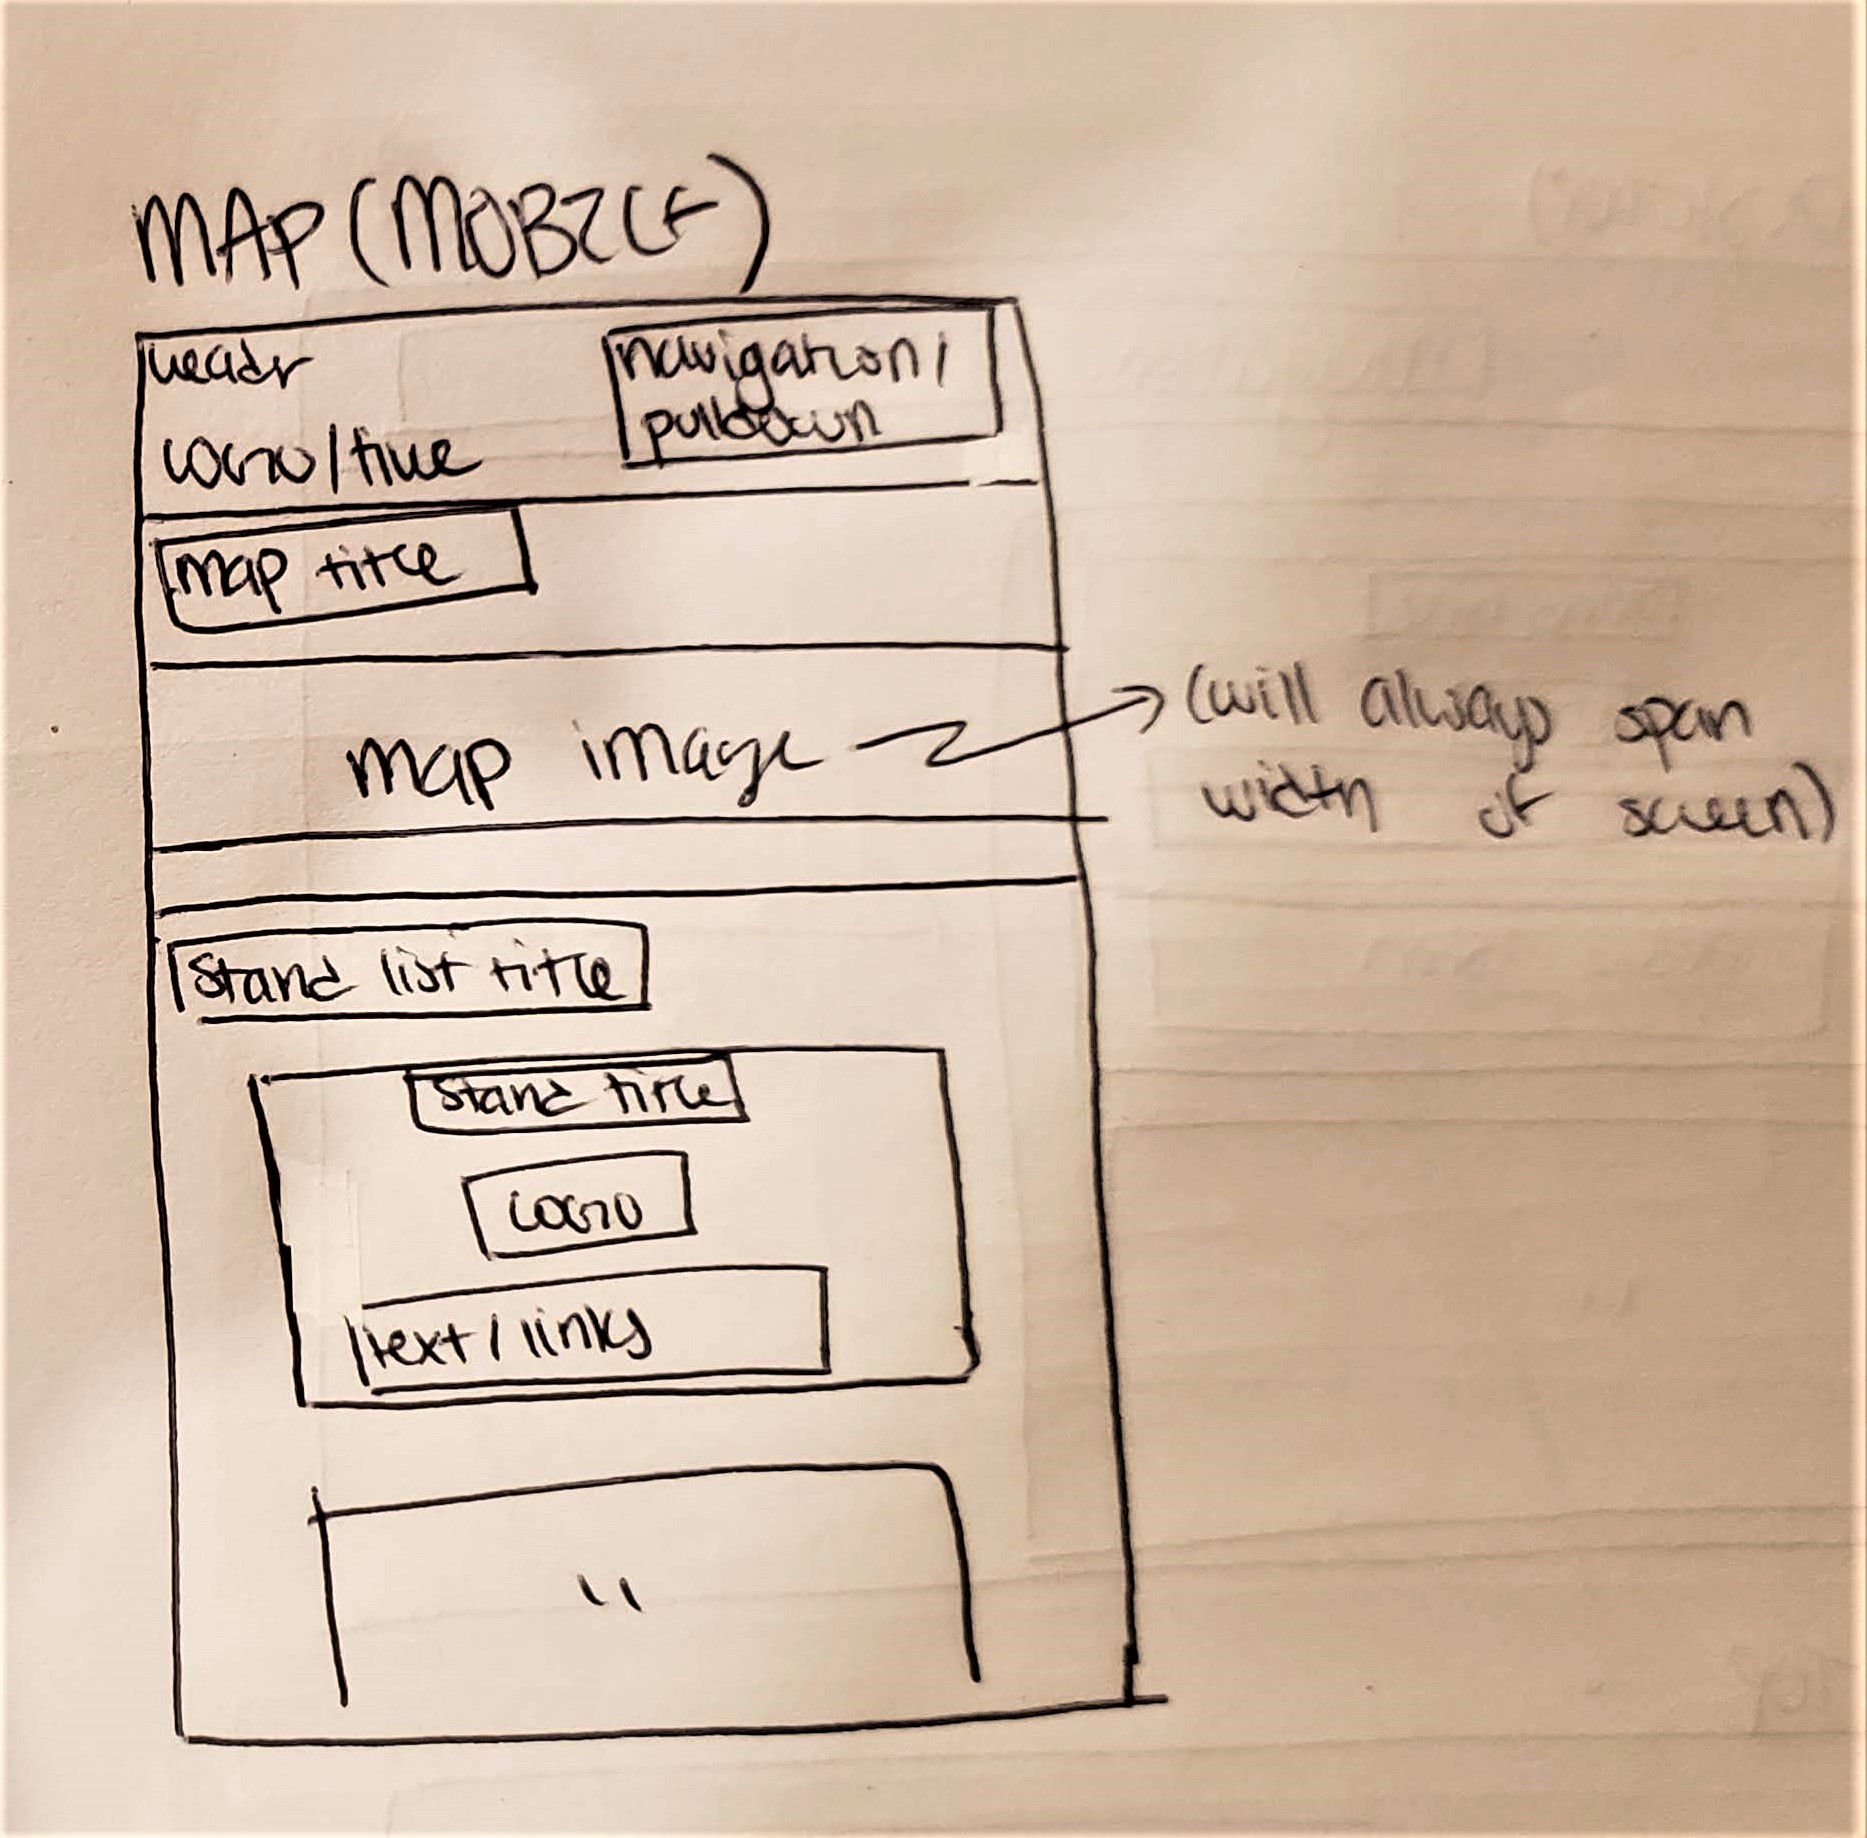 MAP (MOBILE)
header
navigation/
pulldown
LOGO/title
map title
map image
(will always span
width of screen)
stand list title
stand title
LOGO
text/links
"